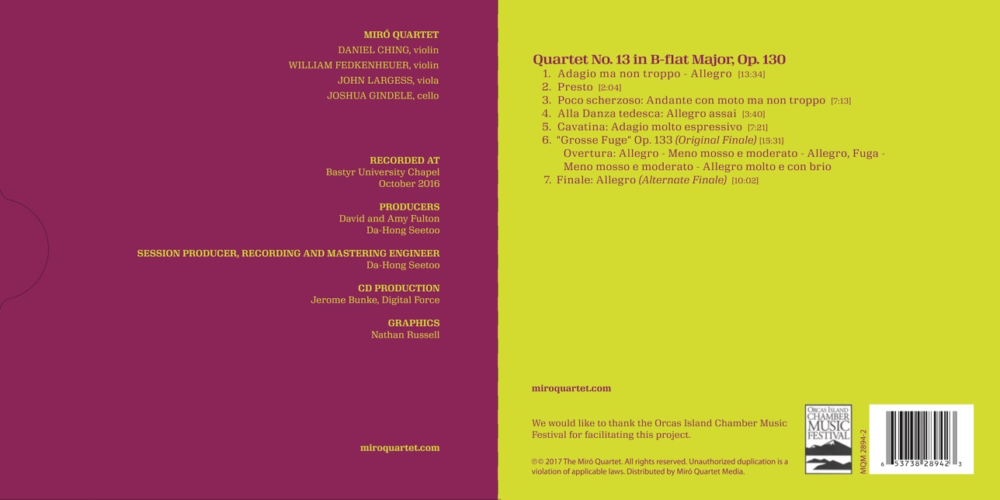 MIRÓ QUARTET
DANIEL CHING, violin
WILLIAM FEDKENHEUER, violin
JOHN LARGESS, viola
JOSHUA GINDELE, cello
RECORDED AT
Bastyr University Chapel
October 2016
PRODUCERS
David and Amy Fulton
Da-Hong Seetoo
SESSION PRODUCER, RECORDING AND MASTERING ENGINEER
Da-Hong Seetoo
CD PRODUCTION
Jerome Bunke, Digital Force
GRAPHICS
Nathan Russell
miroquartet.com
Quartet No. 13 in B-flat Major, Op. 130
1. Adagio ma non troppo - Allegro [13:34]
2. Presto [2:04]
3. Poco scherzoso: Andante con moto ma non troppo [7:13]
4. Alla Danza tedesca: Allegro assai [3:40]
5. Cavatina: Adagio molto espressivo [7:21]
6. "Grosse Fuge" Op. 133 (Original Finale) [15:31]
Overtura: Allegro - Meno mosso e moderato - Allegro, Fuga -
Meno mosso e moderato - Allegro molto e con brio
7. Finale: Allegro (Alternate Finale) [10:02]
miroquartet.com
We would like to thank the Orcas Island Chamber Music
Festival for facilitating this project.
℗© 2017 The Miró Quartet. All rights reserved. Unauthorized duplication is a
violation of applicable laws. Distributed by Miró Quartet Media.
ORCAS ISLAND
CHAMBER
MUSIC
FESTIVAL
MQM 2894-2
6 53738 28942 3